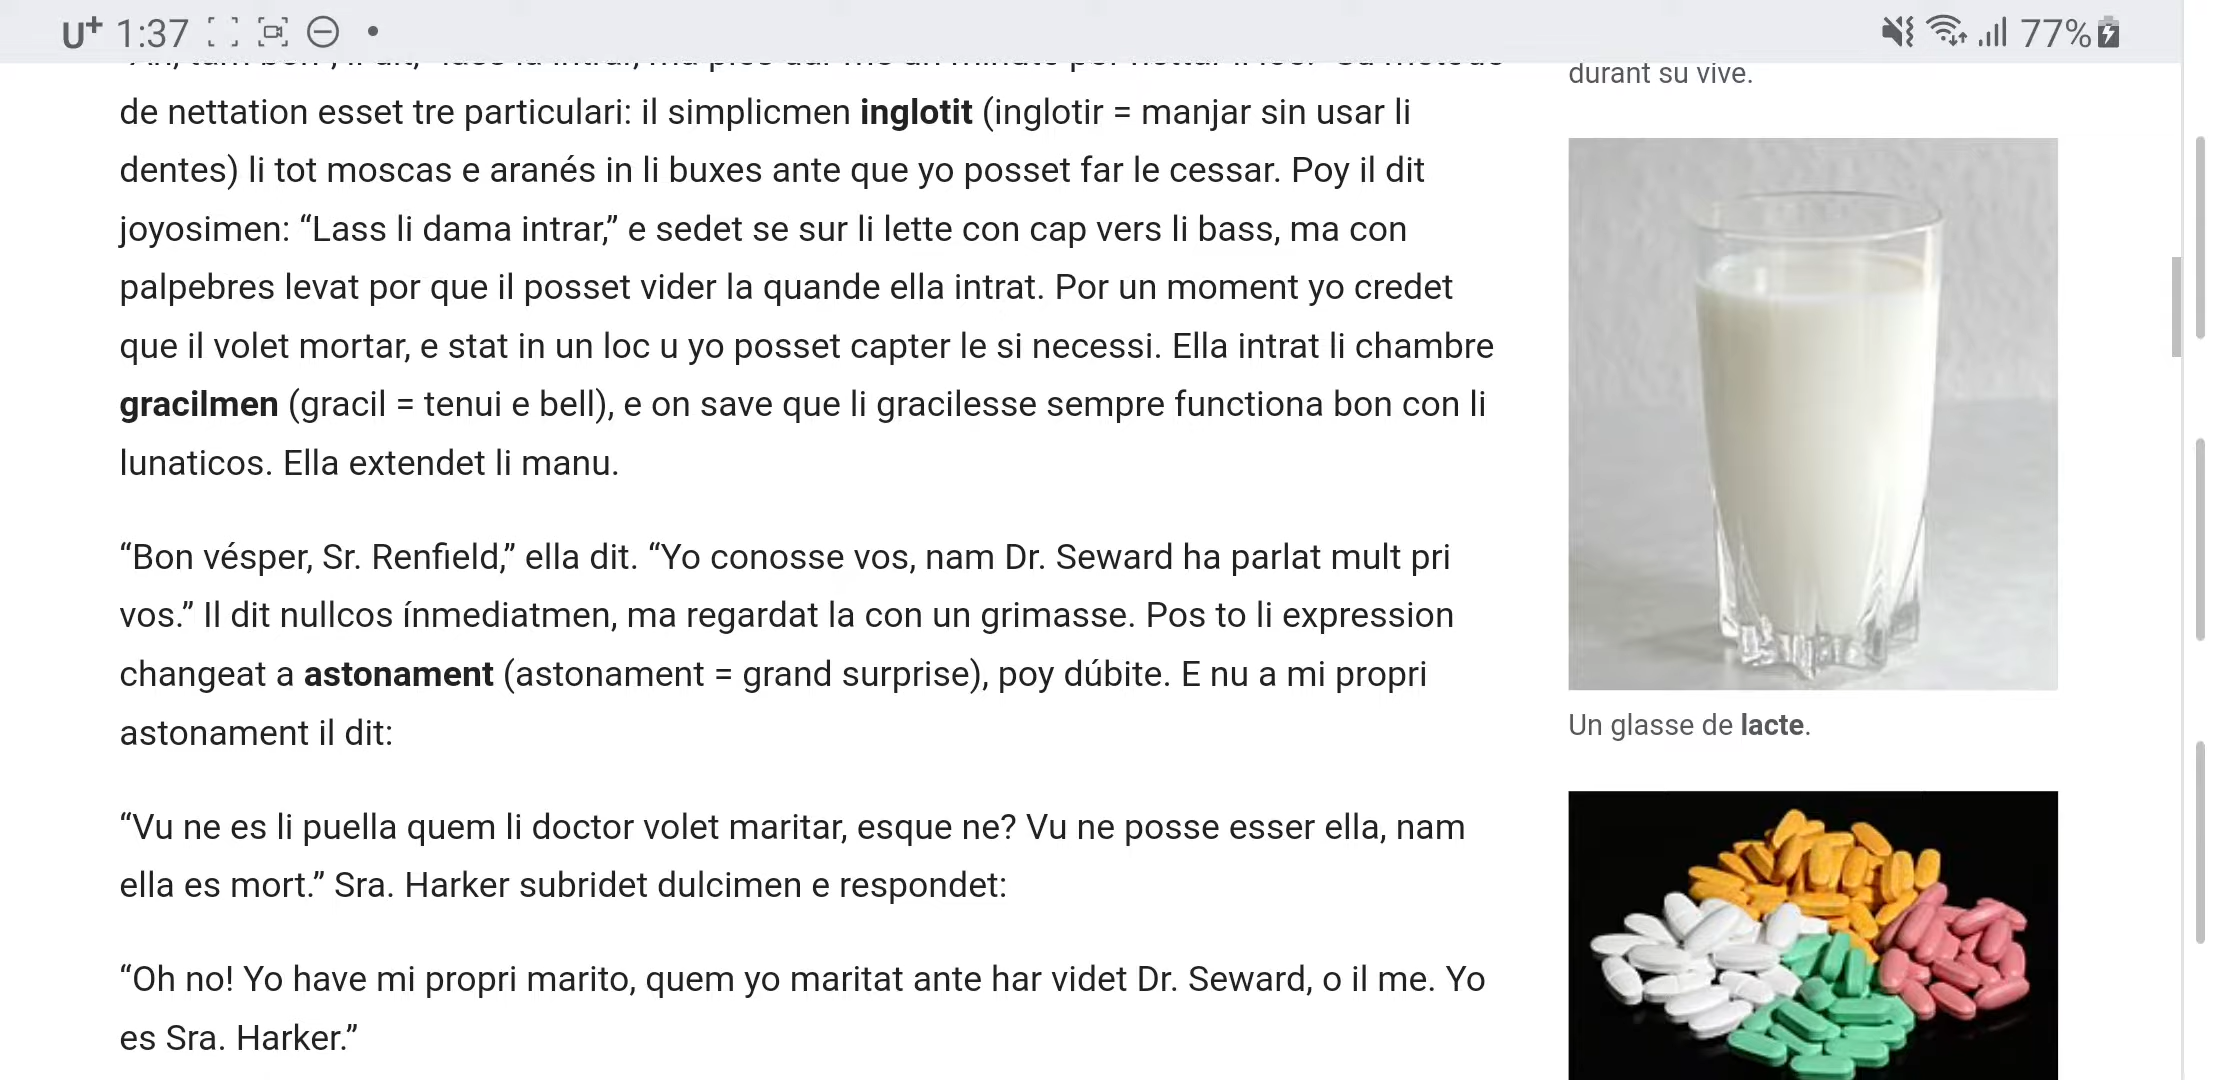 U+ 1:37 77%
de nettation esset tre particulari: il simplicmen inglotit (inglotir = manjar sin usar li
dentes) li tot moscas e aranés in li buxes ante que yo posset far le cessar. Poy il dit
joyosimen: “Lass li dama intrar,” e sedet se sur li lette con cap vers li bass, ma con
palpebres levat por que il posset vider la quande ella intrat. Por un moment yo credet
que il volet mortar, e stat in un loc u yo posset capter le si necessi. Ella intrat li chambre
gracilmen (gracil = tenui e bell), e on save que li gracilesse sempre functiona bon con li
lunaticos. Ella extendet li manu.
“Bon vésper, Sr. Renfield,” ella dit. “Yo conosse vos, nam Dr. Seward ha parlat mult pri
vos.” Il dit nullcos ínmediatmen, ma regardat la con un grimasse. Pos to li expression
changeat a astonament (astonament = grand surprise), poy dúbite. E nu a mi propri
astonament il dit:
“Vu ne es li puella quem li doctor volet maritar, esque ne? Vu ne posse esser ella, nam
ella es mort.” Sra. Harker subridet dulcimen e respondet:
“Oh no! Yo have mi propri marito, quem yo maritat ante har videt Dr. Seward, o il me. Yo
es Sra. Harker.”
durant su vive.
Un glasse de lacte.